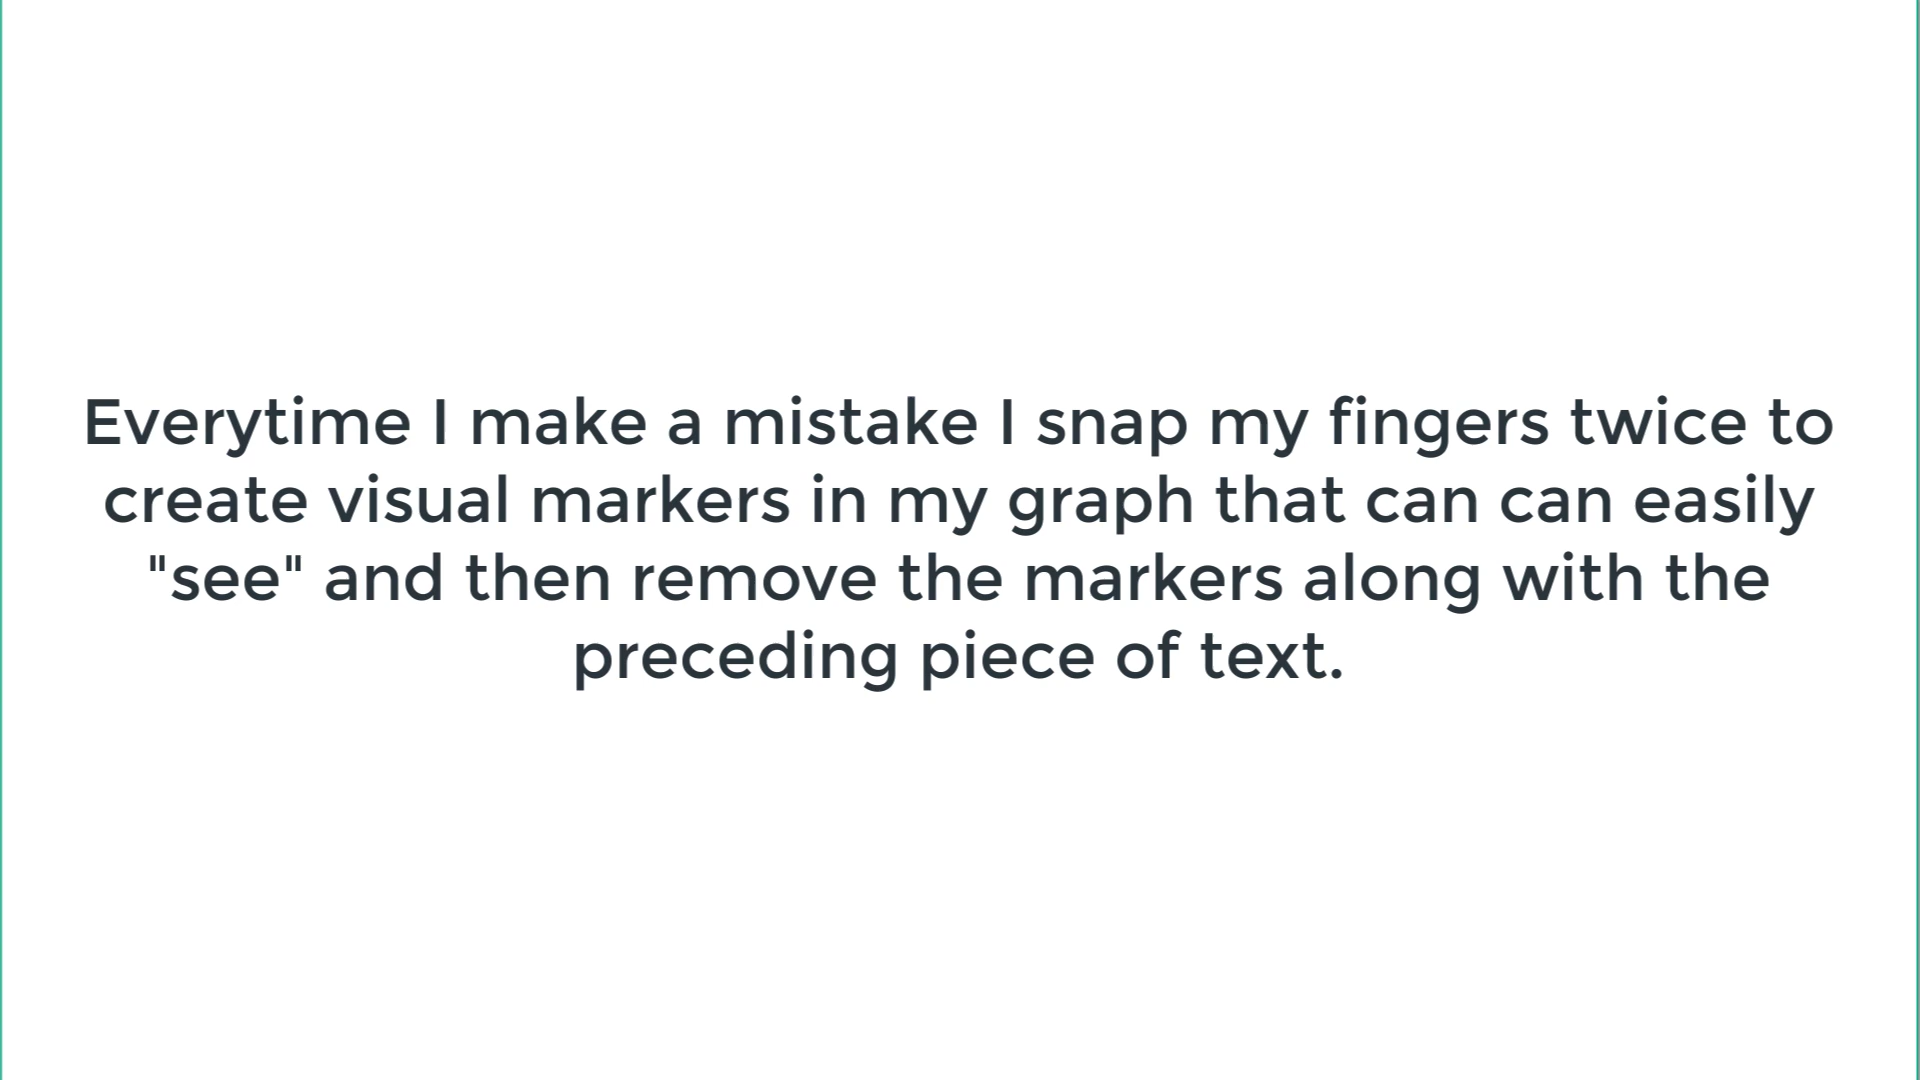 Everytime I make a mistake I snap my fingers twice to
create visual markers in my graph that can can easily
"see" and then remove the markers along with the
preceding piece of text.